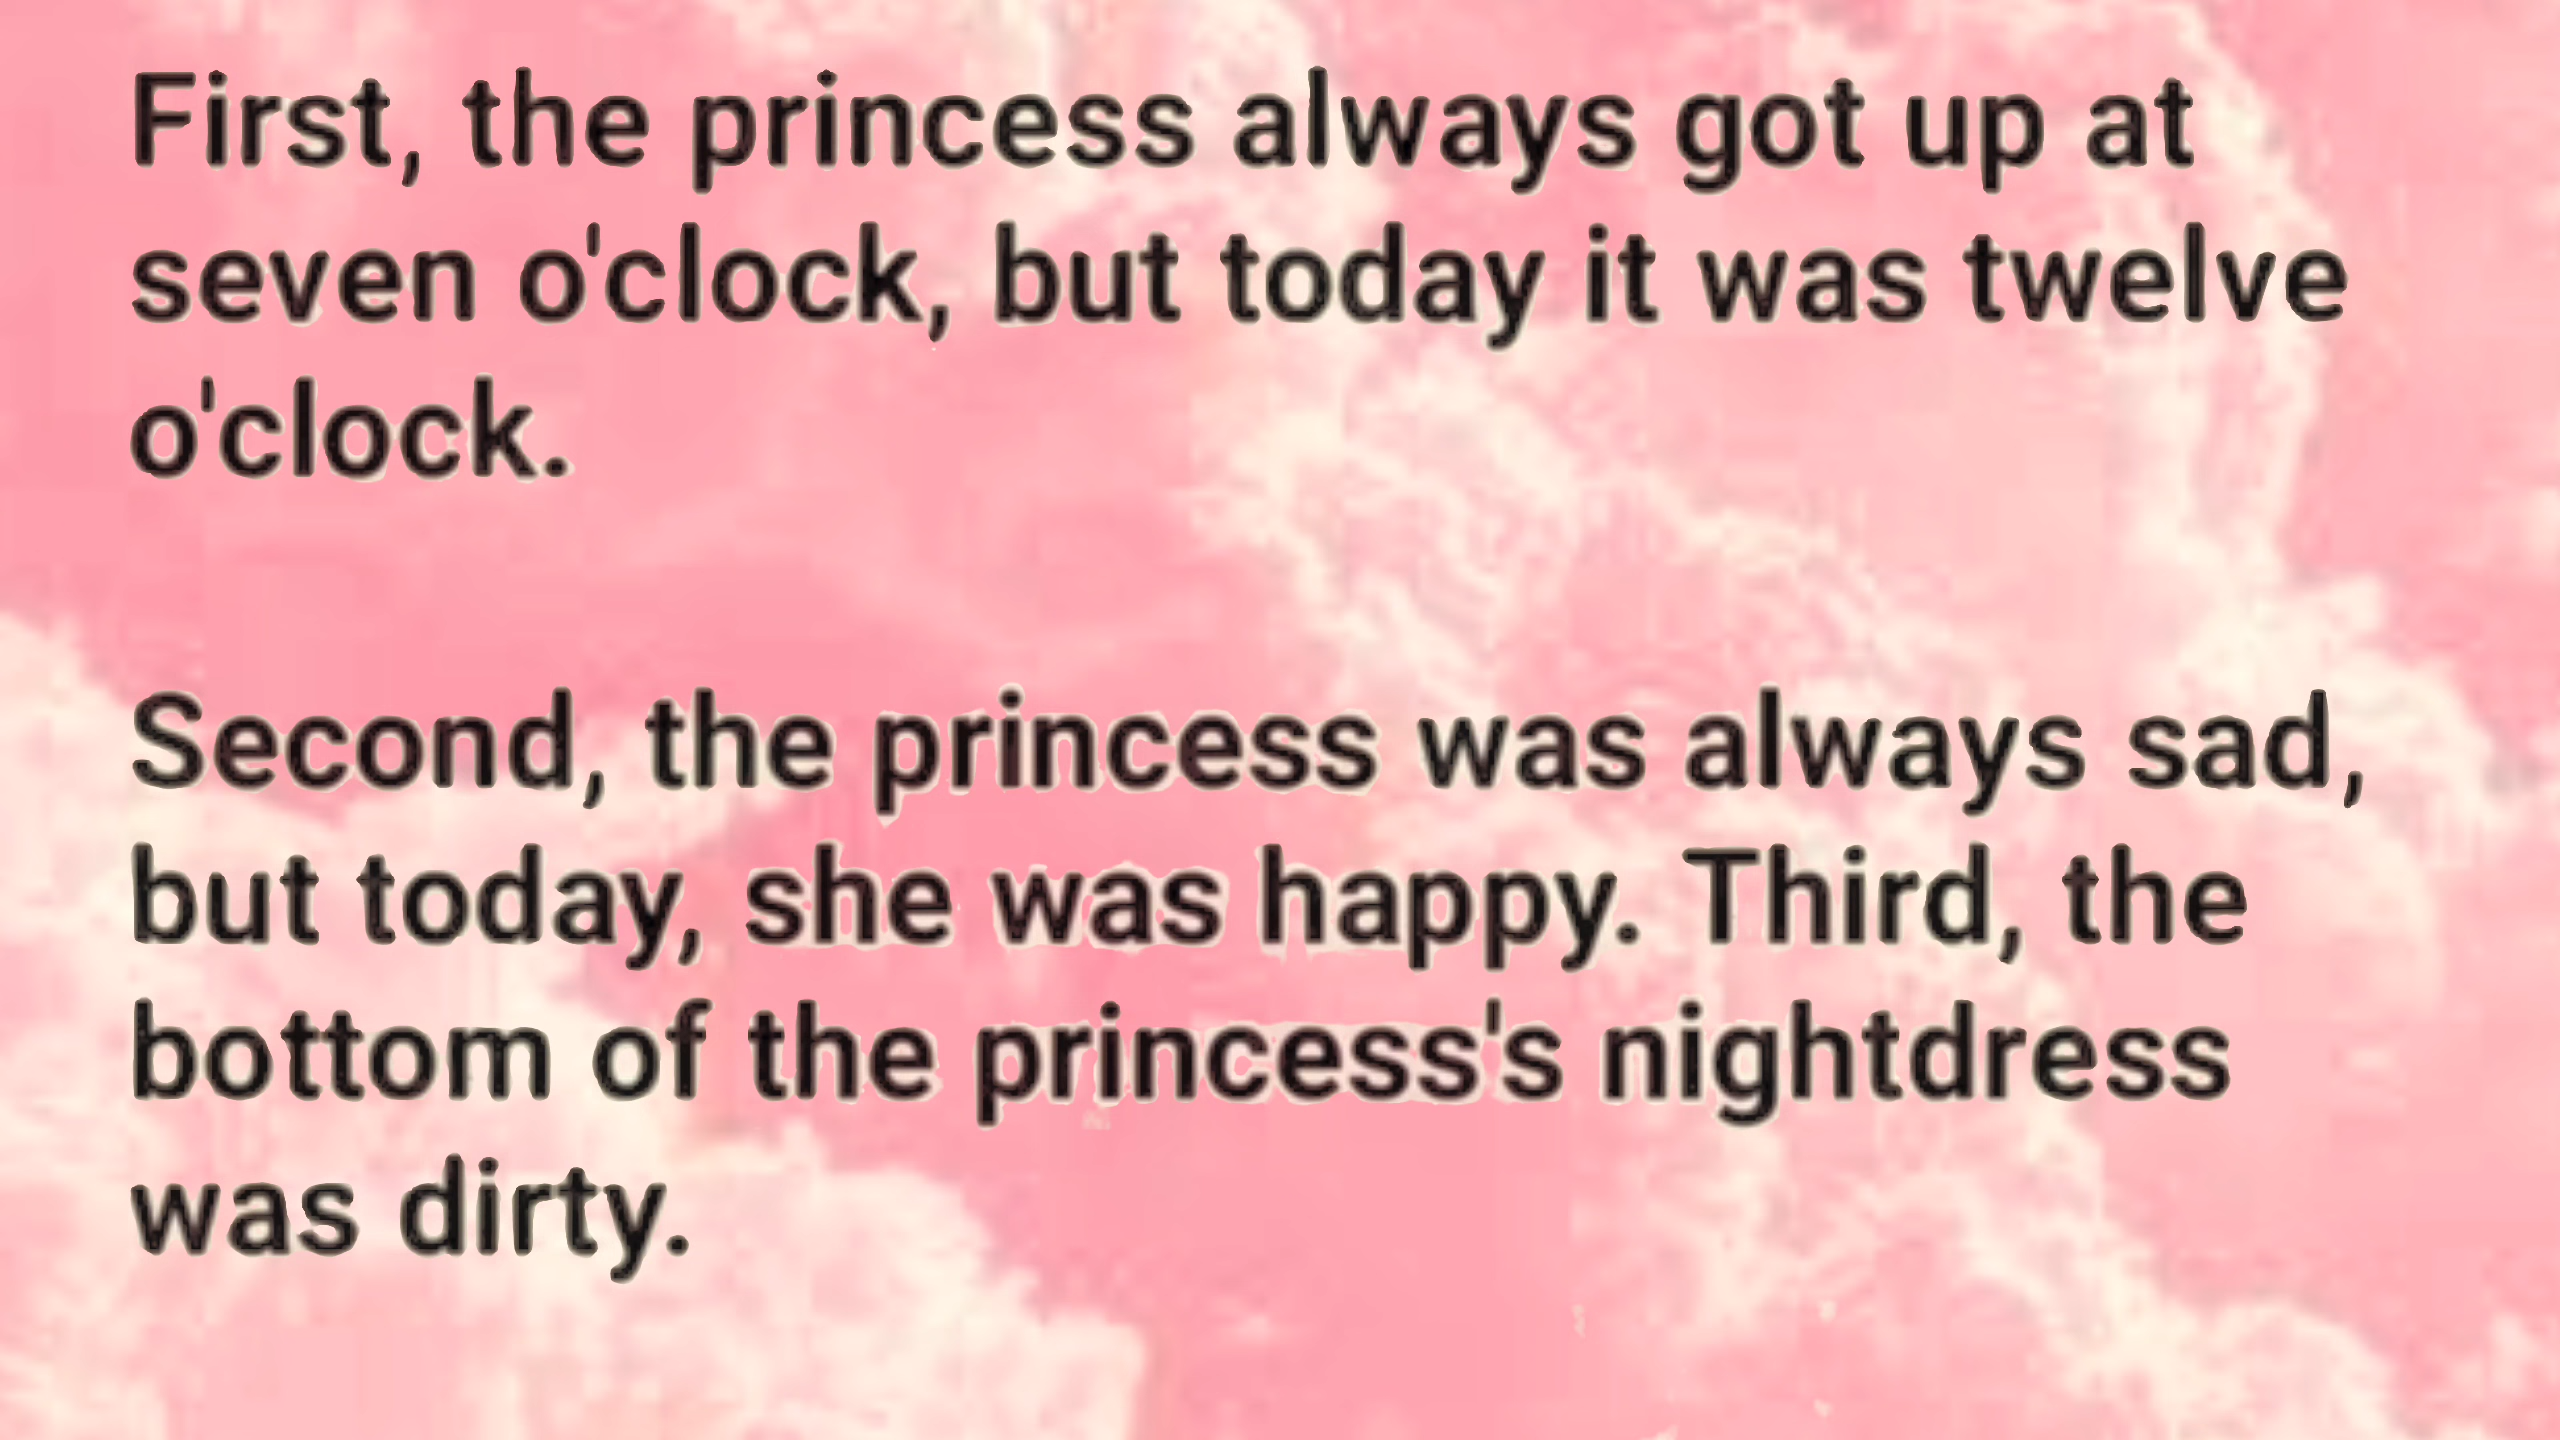 First, the princess always got up at
seven o'clock, but today it was twelve
o'clock.
Second, the princess was always sad,
but today, she was happy. Third, the
bottom of the princess's nightdress
was dirty.